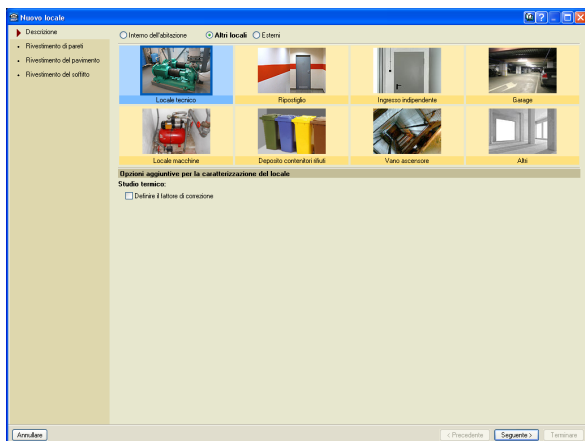 Nuovo locale
Descrizione
Rivestimento di pareti
Rivestimento del pavimento
Rivestimento del soffitto
Interno dell'abitazione Altri locali Esterni
Locale tecnico Ripostiglio Ingresso indipendente Garage
Locale macchine Deposito contenitori rifiuti Vano ascensore Altri
Opzioni aggiuntive per la caratterizzazione del locale
Studio termico:
Definire il fattore di correzione
Annullare < Precedente Seguente > Terminare